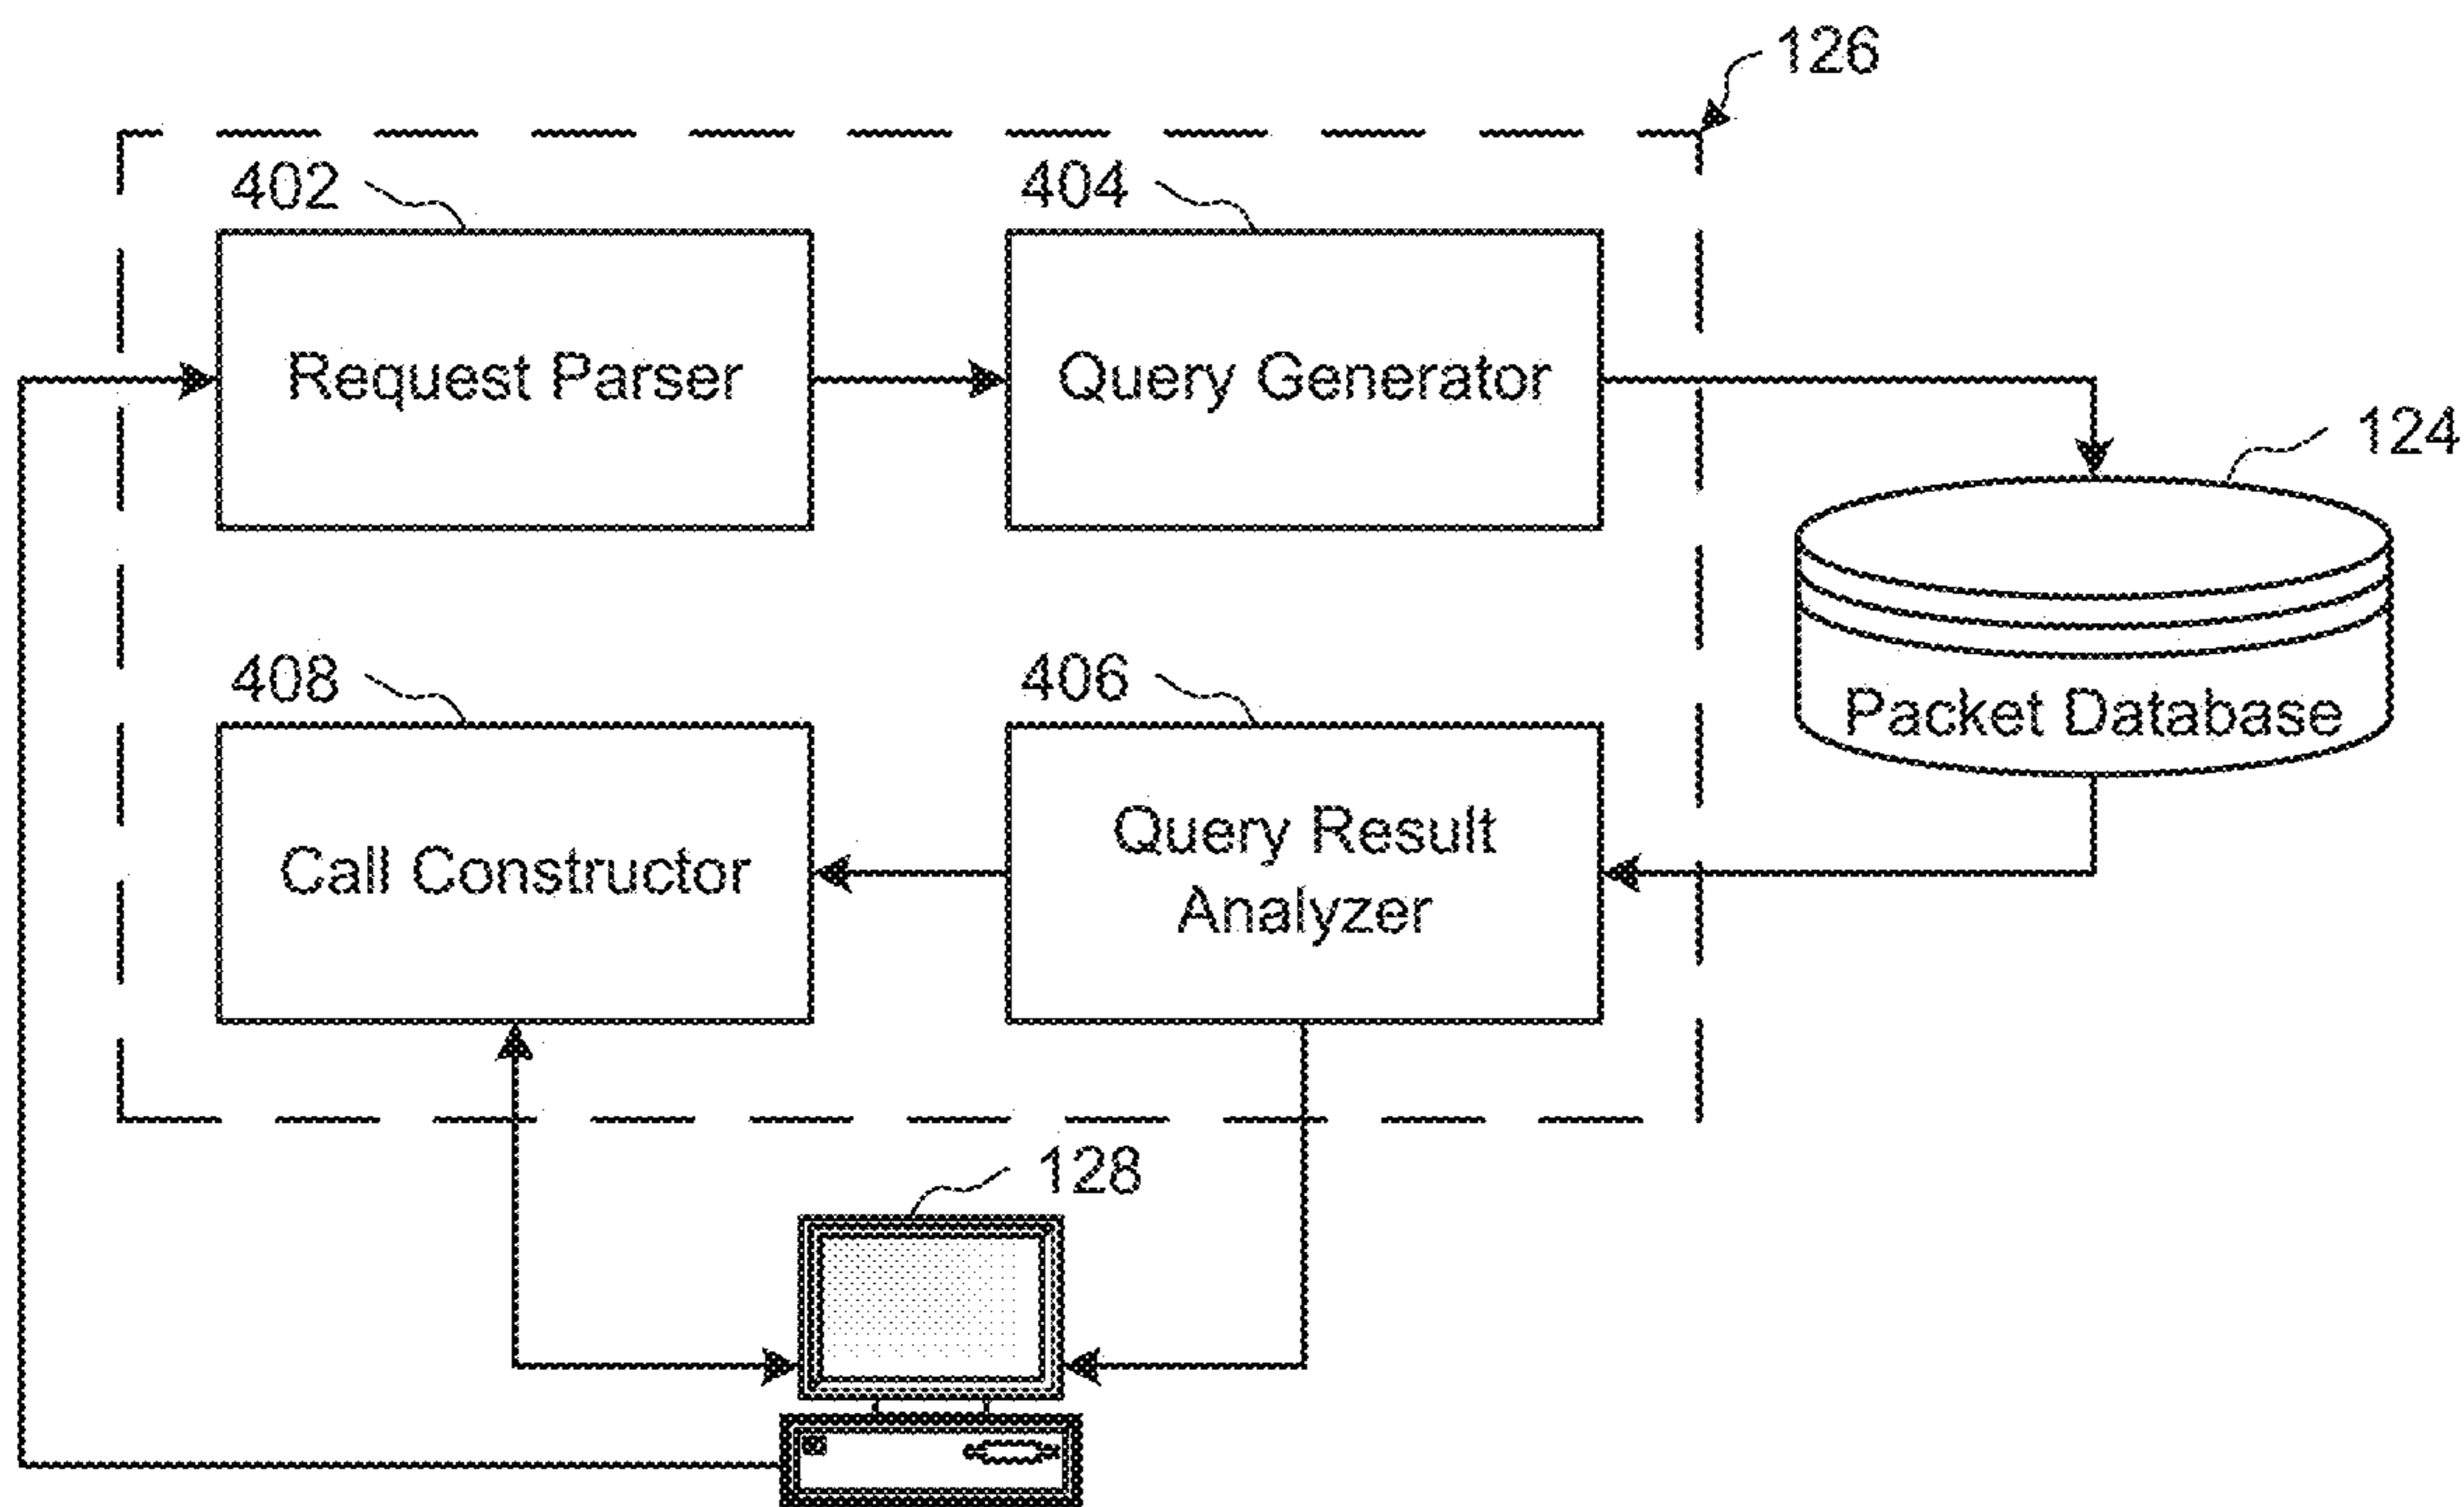 126
402
404
Request Parser
Query Generator
124
408
406
Packet Database
Call Constructor
Query Result
Analyzer
128